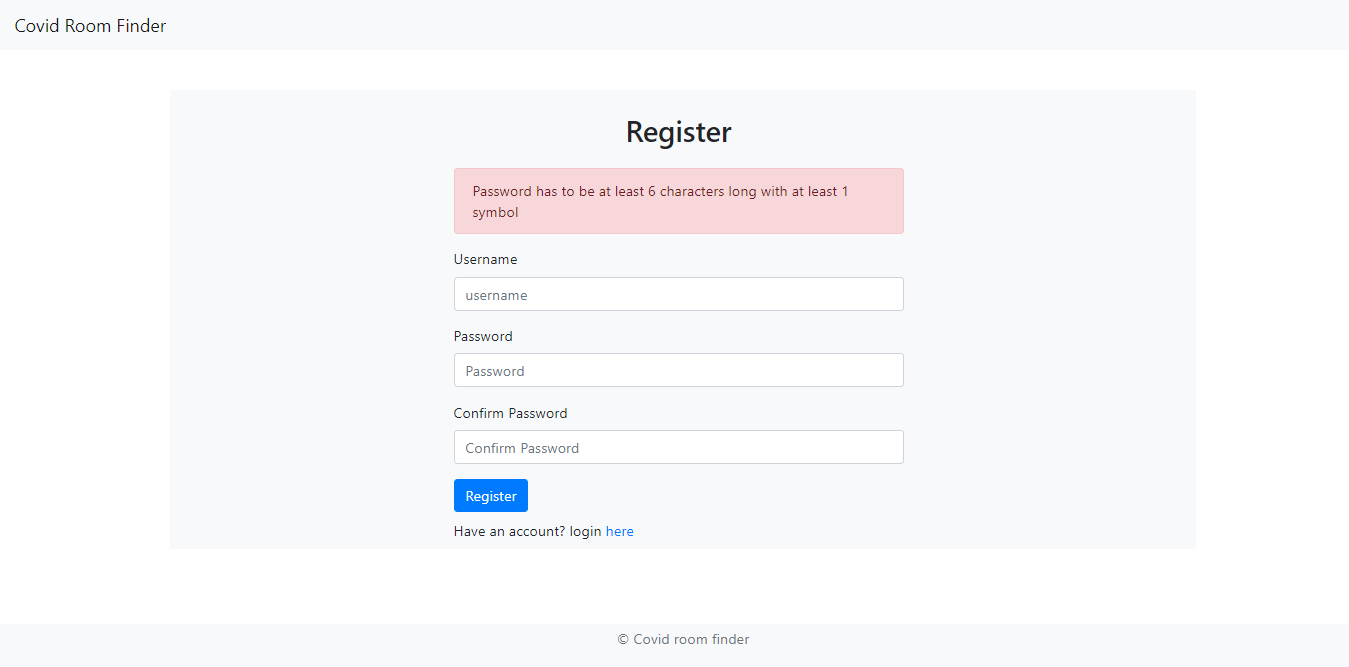 Covid Room Finder
Register
Password has to be at least 6 characters long with at least 1
symbol
Username
username
Password
Password
Confirm Password
Confirm Password
Register
Have an account? login here
© Covid room finder